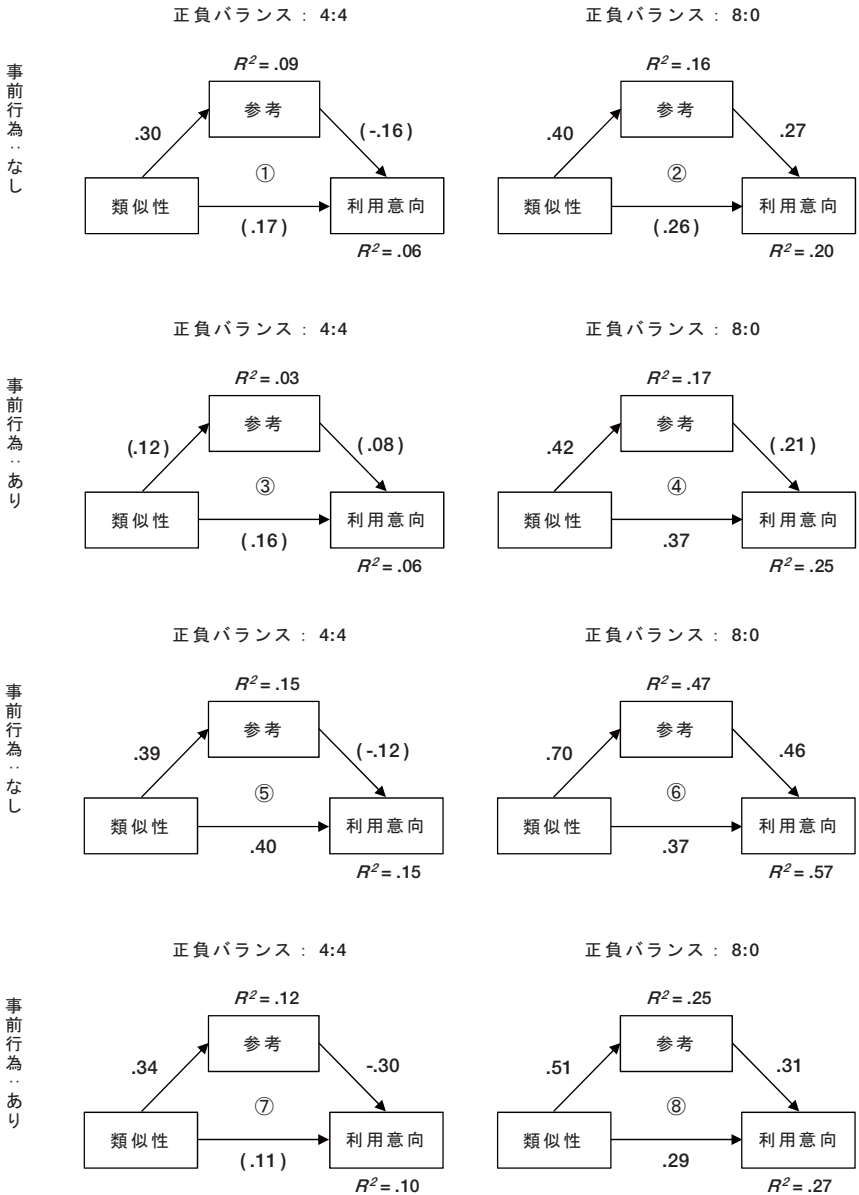 正負バランス： 4:4
正負バランス： 8:0
事前行為：なし
R² = .09
参考
.30
(-.16)
①
類似性
利用意向
(.17)
R² = .06
R² = .16
参考
.40
.27
②
類似性
利用意向
(.26)
R² = .20
正負バランス： 4:4
正負バランス： 8:0
事前行為：あり
R² = .03
参考
(.12)
(.08)
③
類似性
利用意向
(.16)
R² = .06
R² = .17
参考
.42
(.21)
④
類似性
利用意向
.37
R² = .25
正負バランス： 4:4
正負バランス： 8:0
事前行為：なし
R² = .15
参考
.39
(-.12)
⑤
類似性
利用意向
.40
R² = .15
R² = .47
参考
.70
.46
⑥
類似性
利用意向
.37
R² = .57
正負バランス： 4:4
正負バランス： 8:0
事前行為：あり
R² = .12
参考
.34
-.30
⑦
類似性
利用意向
(.11)
R² = .10
R² = .25
参考
.51
.31
⑧
類似性
利用意向
.29
R² = .27